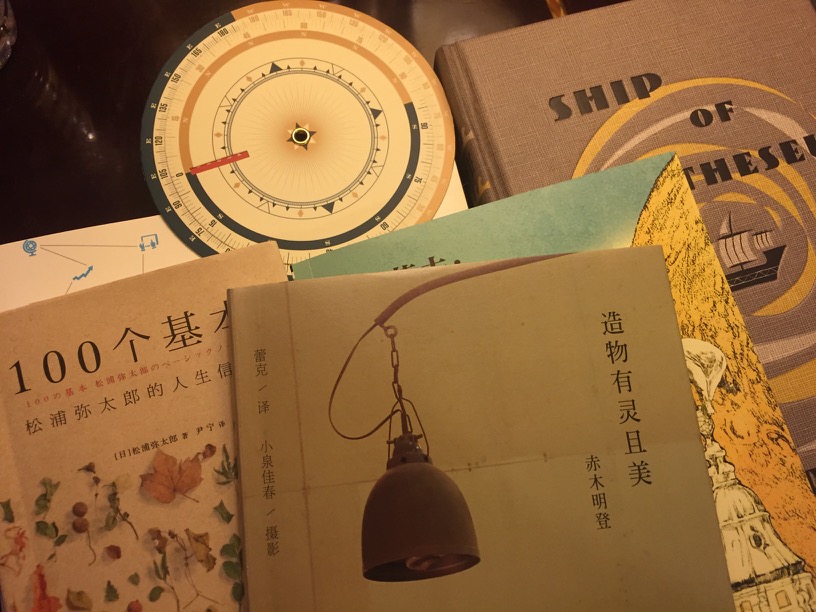 SHIP
OF
THESEU
100个基本
100の基本 松浦弥太郎のベーシックノ
松浦弥太郎的人生信
[日]松浦弥太郎 著 尹宁 译
蕾克／译 小泉佳春／摄影
造物有灵且美
赤木明登